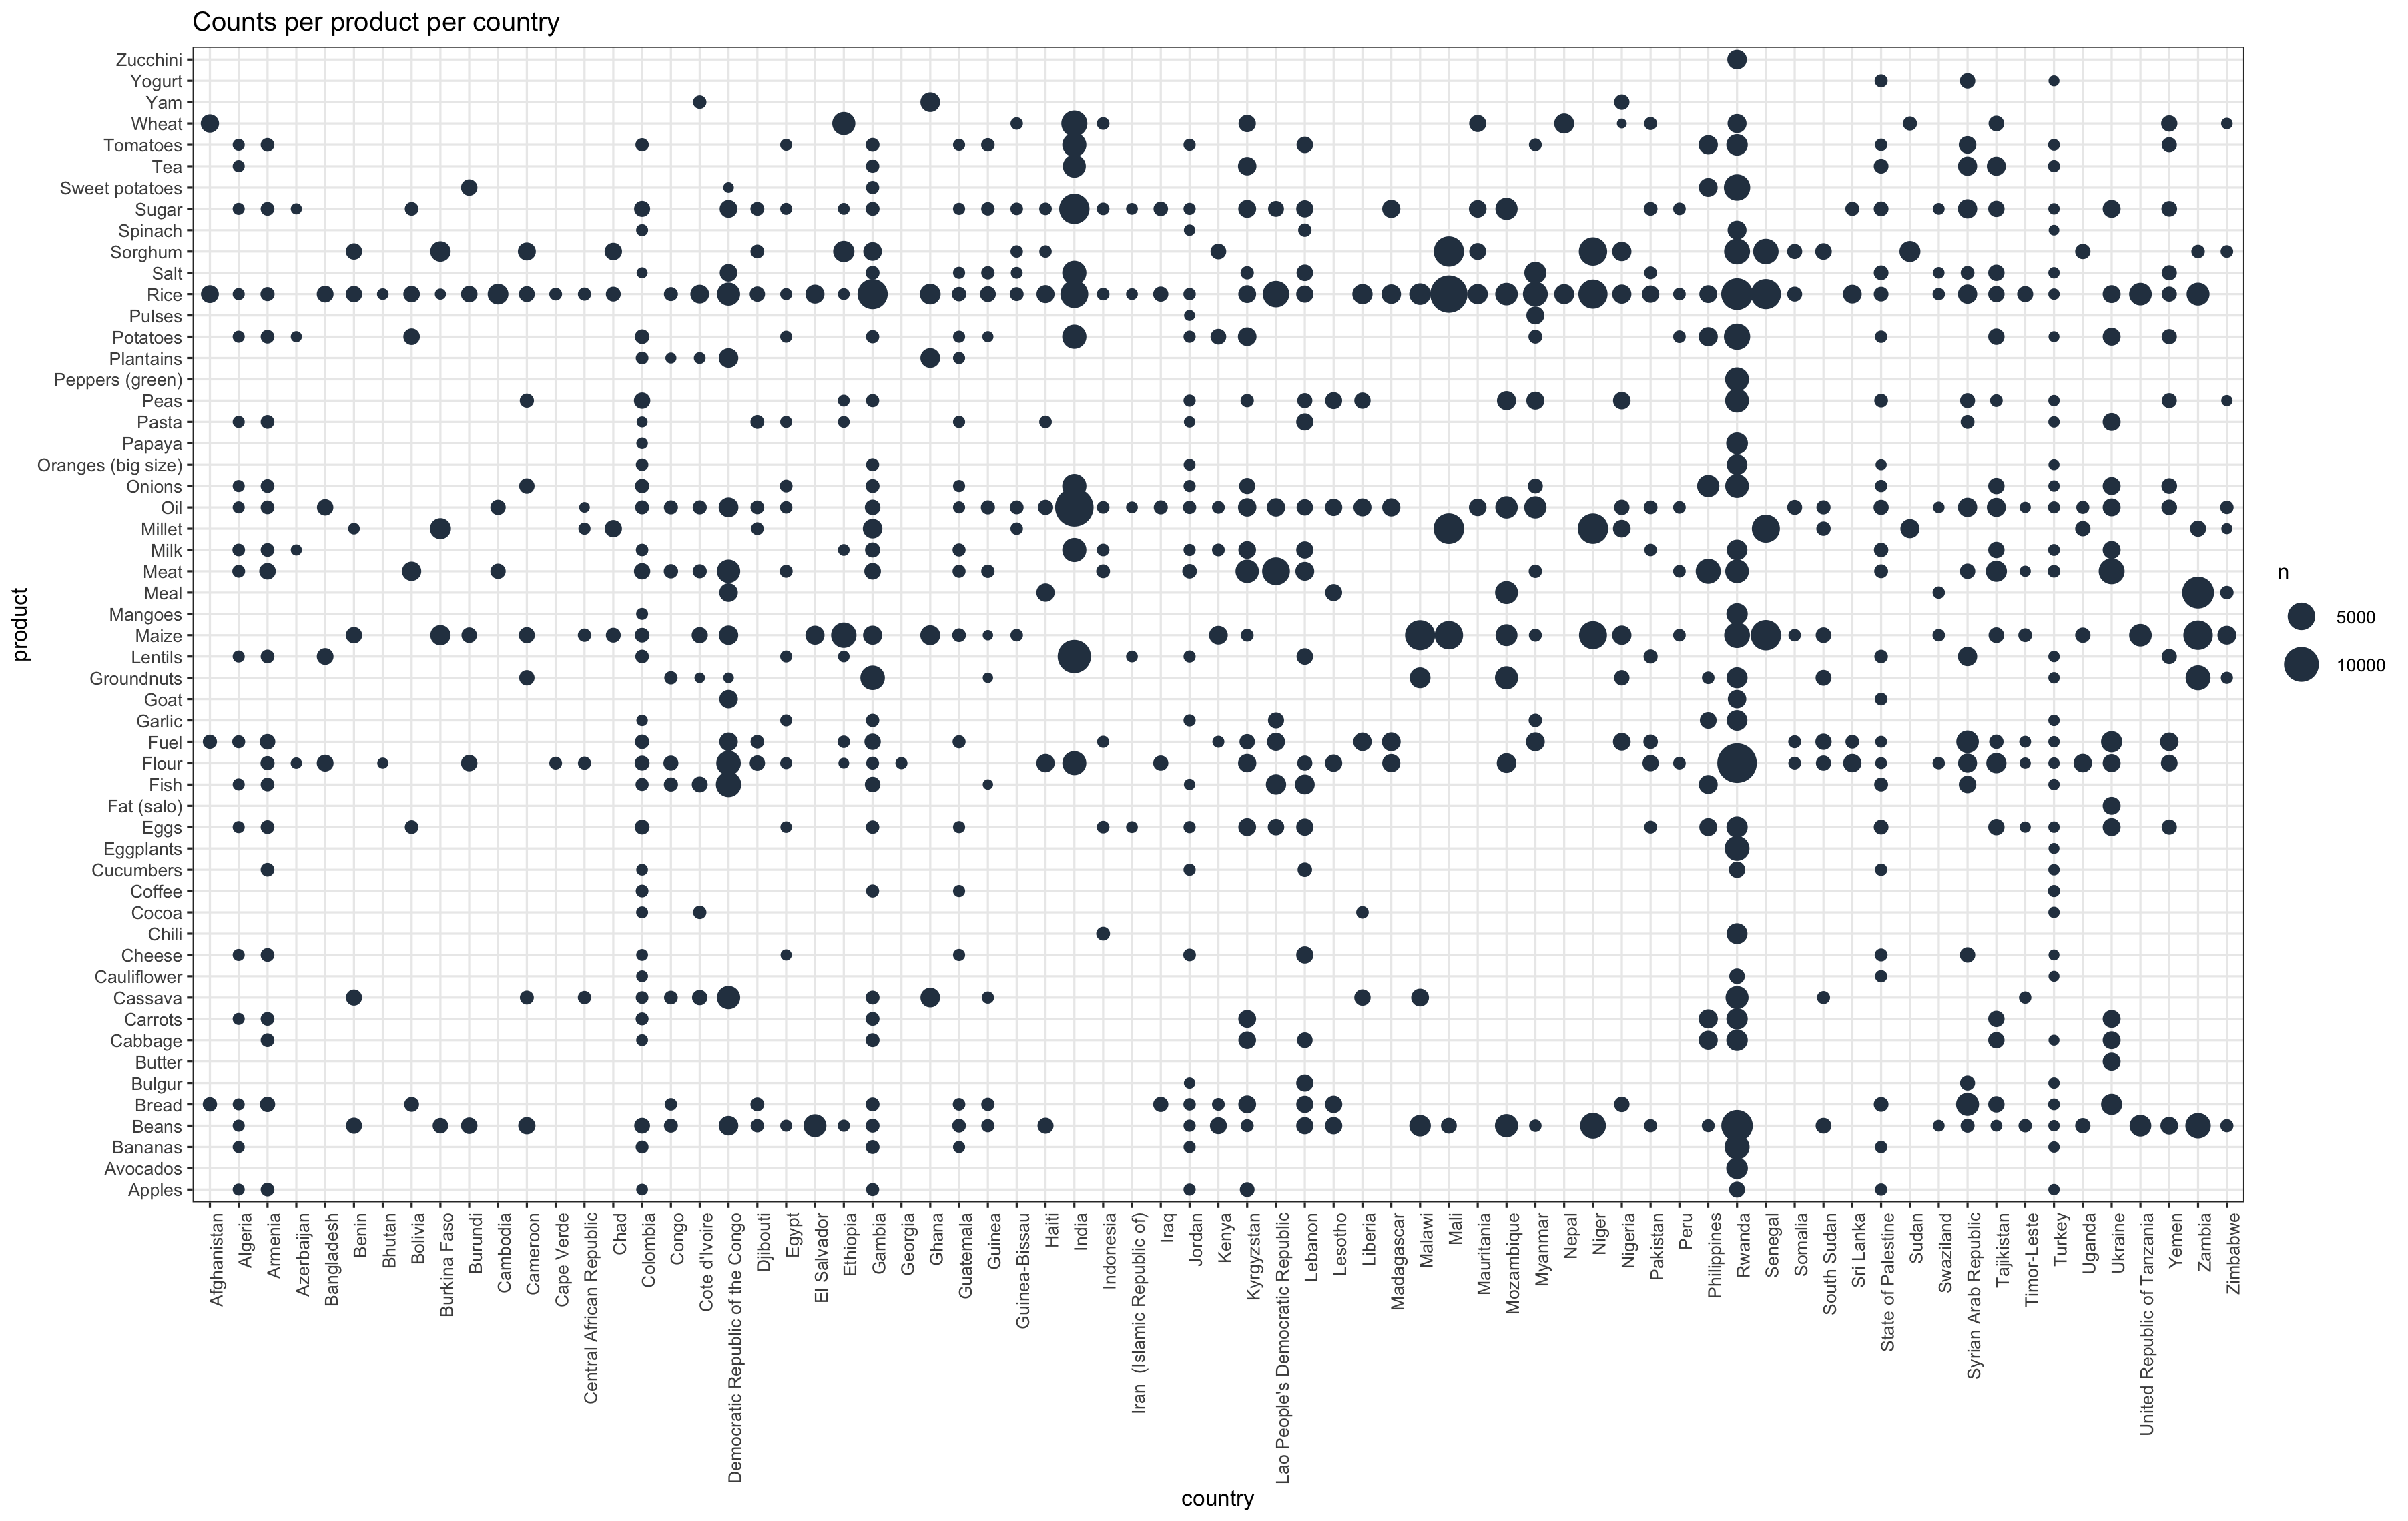 Counts per product per country
Zucchini
Yogurt
Yam
Wheat
Tomatoes
Tea
Sweet potatoes
Sugar
Spinach
Sorghum
Salt
Rice
Pulses
Potatoes
Plantains
Peppers (green)
Peas
Pasta
Papaya
Oranges (big size)
Onions
Oil
Millet
Milk
Meat
Meal
Mangoes
Maize
Lentils
Groundnuts
Goat
Garlic
Fuel
Flour
Fish
Fat (salo)
Eggs
Eggplants
Cucumbers
Coffee
Cocoa
Chili
Cheese
Cauliflower
Cassava
Carrots
Cabbage
Butter
Bulgur
Bread
Beans
Bananas
Avocados
Apples
product
Afghanistan
Algeria
Armenia
Azerbaijan
Bangladesh
Benin
Bhutan
Bolivia
Burkina Faso
Burundi
Cambodia
Cameroon
Cape Verde
Central African Republic
Chad
Colombia
Congo
Cote d'Ivoire
Democratic Republic of the Congo
Djibouti
Egypt
El Salvador
Ethiopia
Gambia
Georgia
Ghana
Guatemala
Guinea
Guinea-Bissau
Haiti
India
Indonesia
Iran  (Islamic Republic of)
Iraq
Jordan
Kenya
Kyrgyzstan
Lao People's Democratic Republic
Lebanon
Lesotho
Liberia
Madagascar
Malawi
Mali
Mauritania
Mozambique
Myanmar
Nepal
Niger
Nigeria
Pakistan
Peru
Philippines
Rwanda
Senegal
Somalia
South Sudan
Sri Lanka
State of Palestine
Sudan
Swaziland
Syrian Arab Republic
Tajikistan
Timor-Leste
Turkey
Uganda
Ukraine
United Republic of Tanzania
Yemen
Zambia
Zimbabwe
country
n
5000
10000